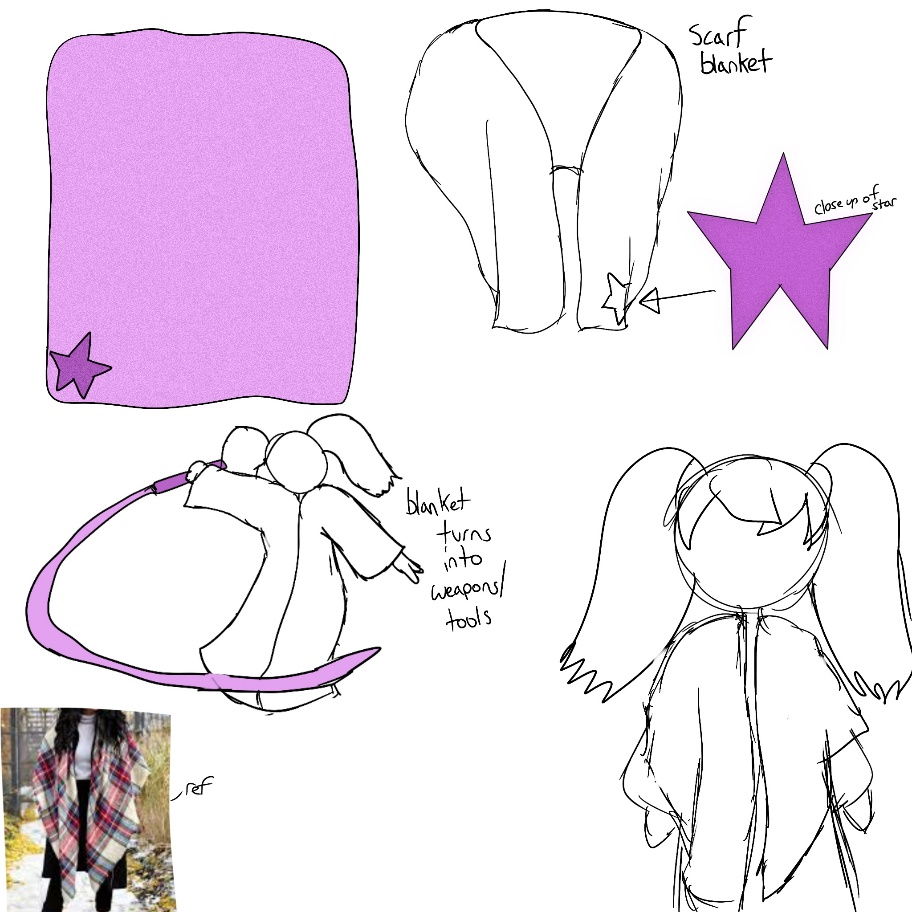 Scarf
blanket
close up of
star
blanket
turns
into
weapons/
tools
ref